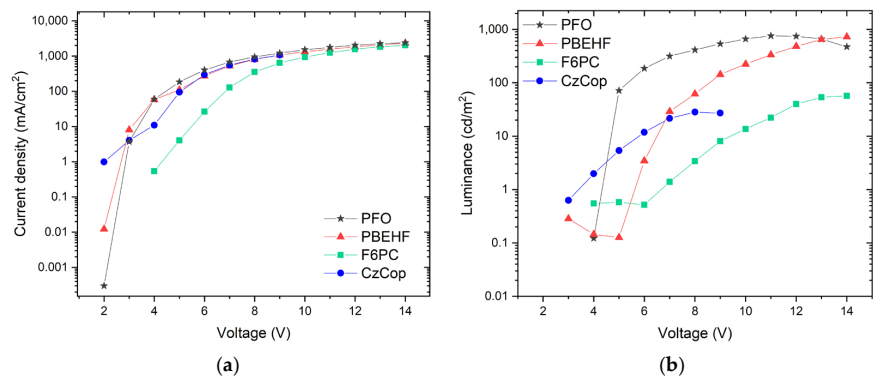 Current density (mA/cm²)
10,000
1,000
100
10
1
0.1
0.01
0.001
PFO
PBEHF
F6PC
CzCop
2 4 6 8 10 12 14
Voltage (V)
(a)
Luminance (cd/m²)
1,000
100
10
1
0.1
0.01
PFO
PBEHF
F6PC
CzCop
2 4 6 8 10 12 14
Voltage (V)
(b)